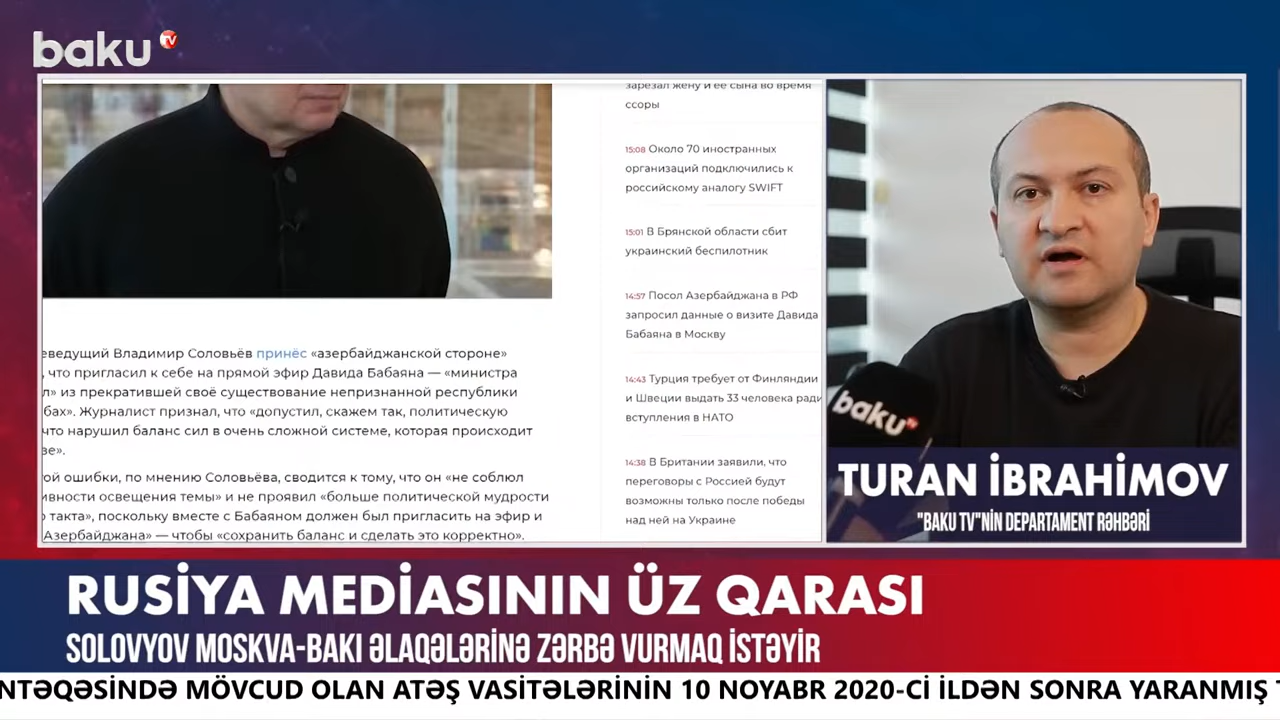 baku TV
зарезал жену и ее сына во время
ссоры
15:08 Около 70 иностранных
организаций подключились к
российскому аналогу SWIFT
15:01 В Брянской области сбит
украинский беспилотник
14:57 Посол Азербайджана в РФ
запросил данные о визите Давида
Бабаяна в Москву
14:43 Турция требует от Финляндии
и Швеции выдать 33 человека ради
вступления в НАТО
14:38 В Британии заявили, что
переговоры с Россией будут
возможны только после победы
над ней на Украине
еведущий Владимир Соловьёв принёс «азербайджанской стороне»
, что пригласил к себе на прямой эфир Давида Бабаяна — «министра
л» из прекратившей своё существование непризнанной республики
бах». Журналист признал, что «допустил, скажем так, политическую
что нарушил баланс сил в очень сложной системе, которая происходит
зе».
ой ошибки, по мнению Соловьёва, сводится к тому, что он «не соблюл
ивности освещения темы» и не проявил «больше политической мудрости
о такта», поскольку вместе с Бабаяном должен был пригласить на эфир и
Азербайджана» — чтобы «сохранить баланс и сделать это корректно».
baku TV
TURAN İBRAHİMOV
"BAKU TV"NİN DEPARTAMENT RƏHBƏRİ
RUSİYA MEDİASININ ÜZ QARASI
SOLOVYOV MOSKVA-BAKI ƏLAQƏLƏRİNƏ ZƏRBƏ VURMAQ İSTƏYİR
NTƏQƏSİNDƏ MÖVCUD OLAN ATƏŞ VASİTƏLƏRİNİN 10 NOYABR 2020-Cİ İLDƏN SONRA YARANMIŞ